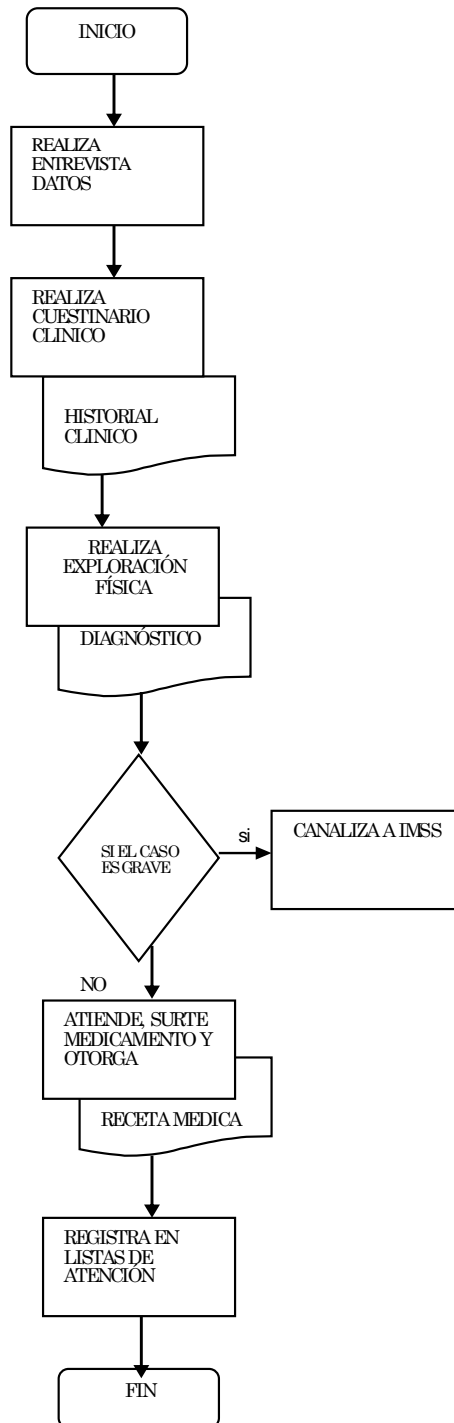 INICIO
REALIZA
ENTREVISTA
DATOS
REALIZA
CUESTINARIO
CLINICO
HISTORIAL
CLINICO
REALIZA
EXPLORACIÓN
FÍSICA
DIAGNÓSTICO
SI EL CASO
ES GRAVE
si
CANALIZA A IMSS
NO
ATIENDE, SURTE
MEDICAMENTO Y
OTORGA
RECETA MEDICA
REGISTRA EN
LISTAS DE
ATENCIÓN
FIN